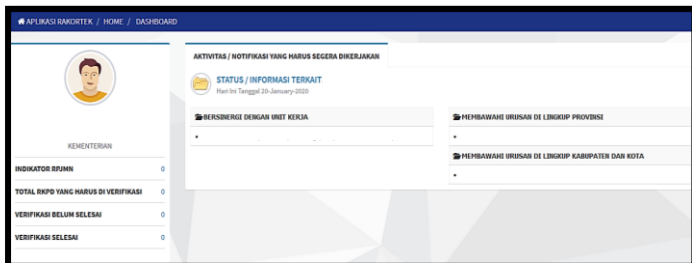 APLIKASI RAKORTEK / HOME / DASHBOARD
KEMENTERIAN
INDIKATOR RPJMN 0
TOTAL RKPD YANG HARUS DI VERIFIKASI 0
VERIFIKASI BELUM SELESAI 0
VERIFIKASI SELESAI 0
AKTIVITAS / NOTIFIKASI YANG HARUS SEGERA DIKERJAKAN
STATUS / INFORMASI TERKAIT
Hari Ini Tanggal 20-January-2020
BERSINERGI DENGAN UNIT KERJA
MEMBAWAHI URUSAN DI LINGKUP PROVINSI
MEMBAWAHI URUSAN DI LINGKUP KABUPATEN DAN KOTA